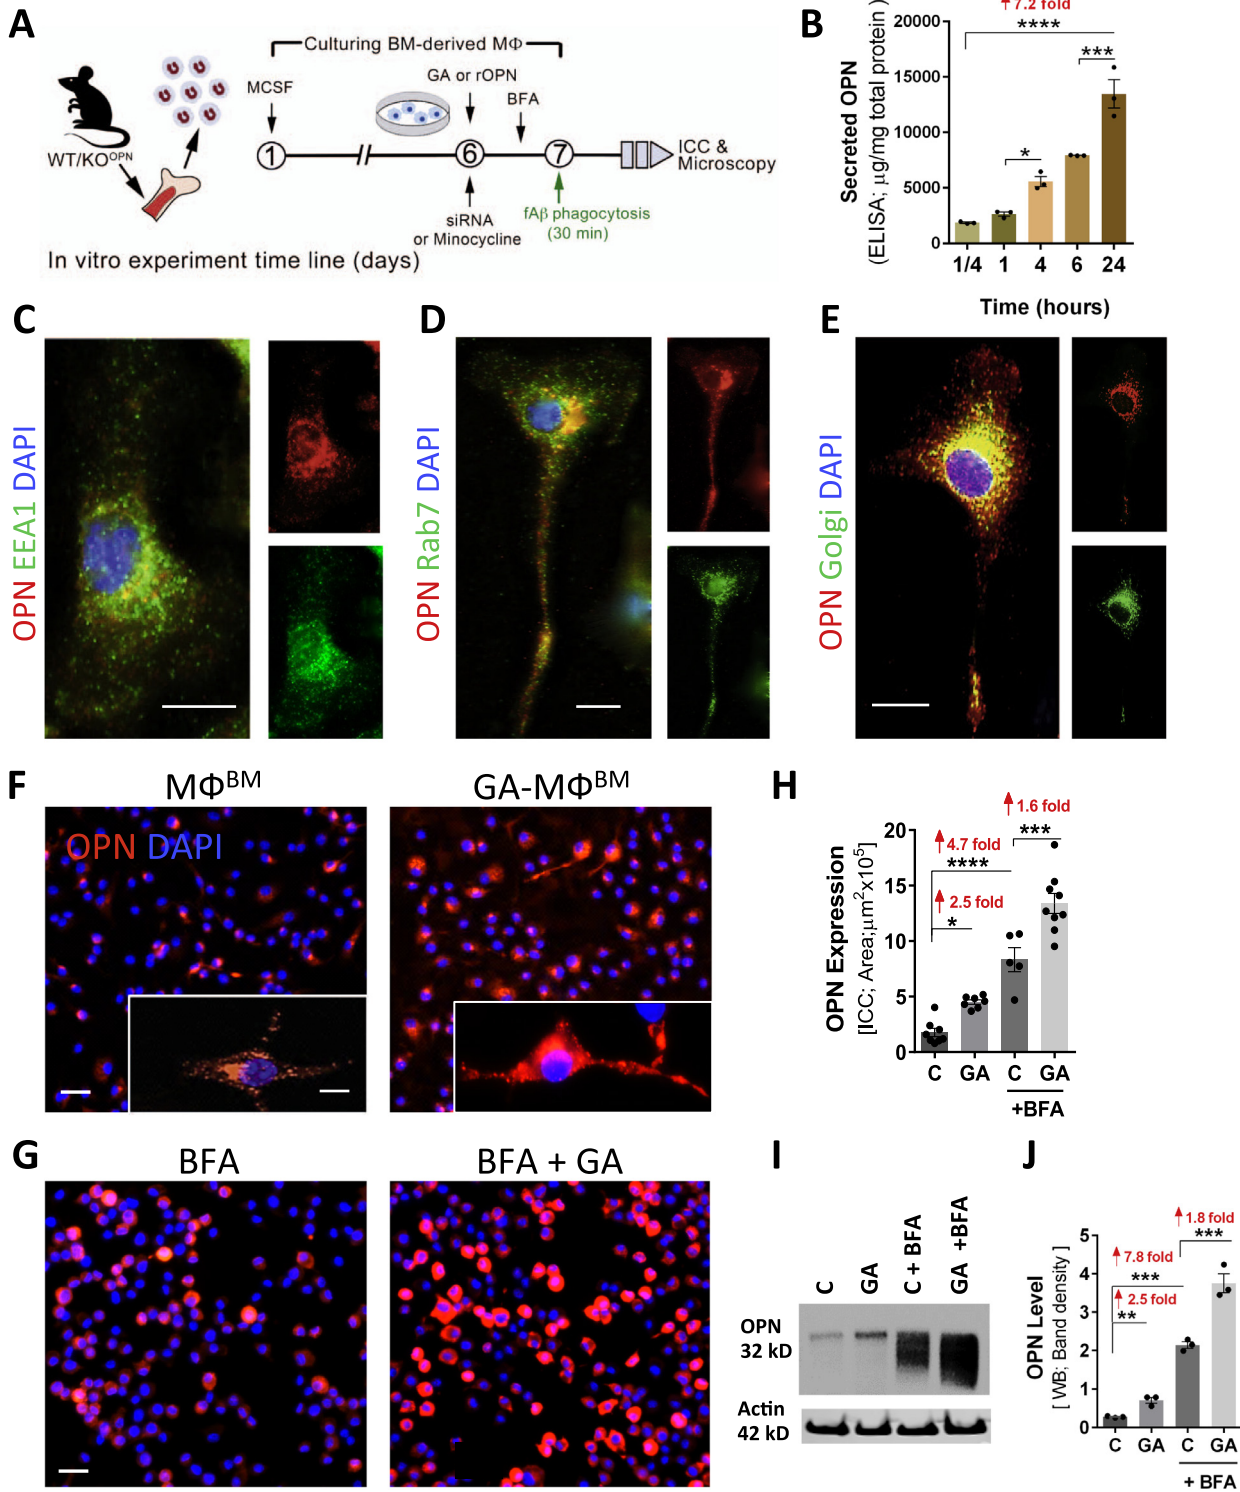 A
Culturing BM-derived MΦ
MCSF
GA or rOPN
BFA
WT/KO^OPN
1
6
7
ICC &
Microscopy
siRNA
or Minocycline
fAβ phagocytosis
(30 min)
In vitro experiment time line (days)
B
7.2 fold
****
***
*
Secreted OPN
(ELISA; μg/mg total protein )
20000
15000
10000
5000
0
1/4 1 4 6 24
Time (hours)
C
OPN EEA1 DAPI
D
OPN Rab7 DAPI
E
OPN Golgi DAPI
F
MΦ^BM
GA-MΦ^BM
OPN DAPI
G
BFA
BFA + GA
H
1.6 fold
***
4.7 fold
****
2.5 fold
*
OPN Expression
[ICC; Area;μm²x10⁵]
20
15
10
5
0
C GA C GA
+BFA
I
C
GA
C + BFA
GA +BFA
OPN
32 kD
Actin
42 kD
J
1.8 fold
***
7.8 fold
***
2.5 fold
**
OPN Level
[ WB; Band density ]
5
4
3
2
1
0
C GA C GA
+ BFA